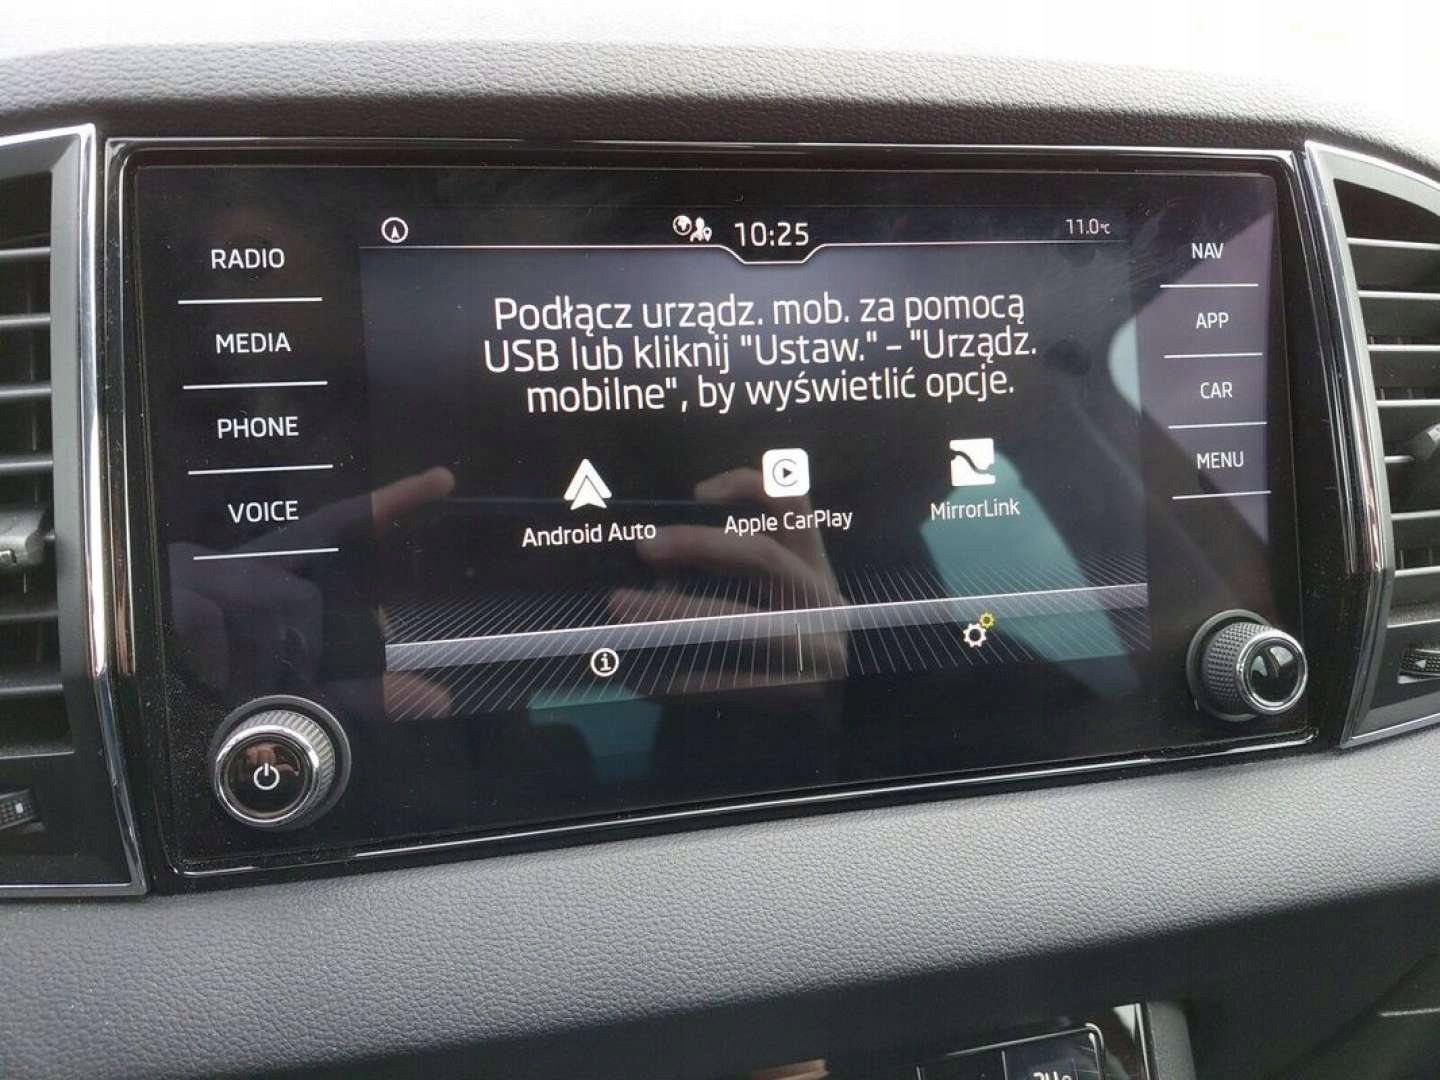 10:25
11.0°C
RADIO
MEDIA
PHONE
VOICE
Podłącz urządz. mob. za pomocą
USB lub kliknij "Ustaw." – "Urządz.
mobilne", by wyświetlić opcje.
Android Auto
Apple CarPlay
MirrorLink
NAV
APP
CAR
MENU